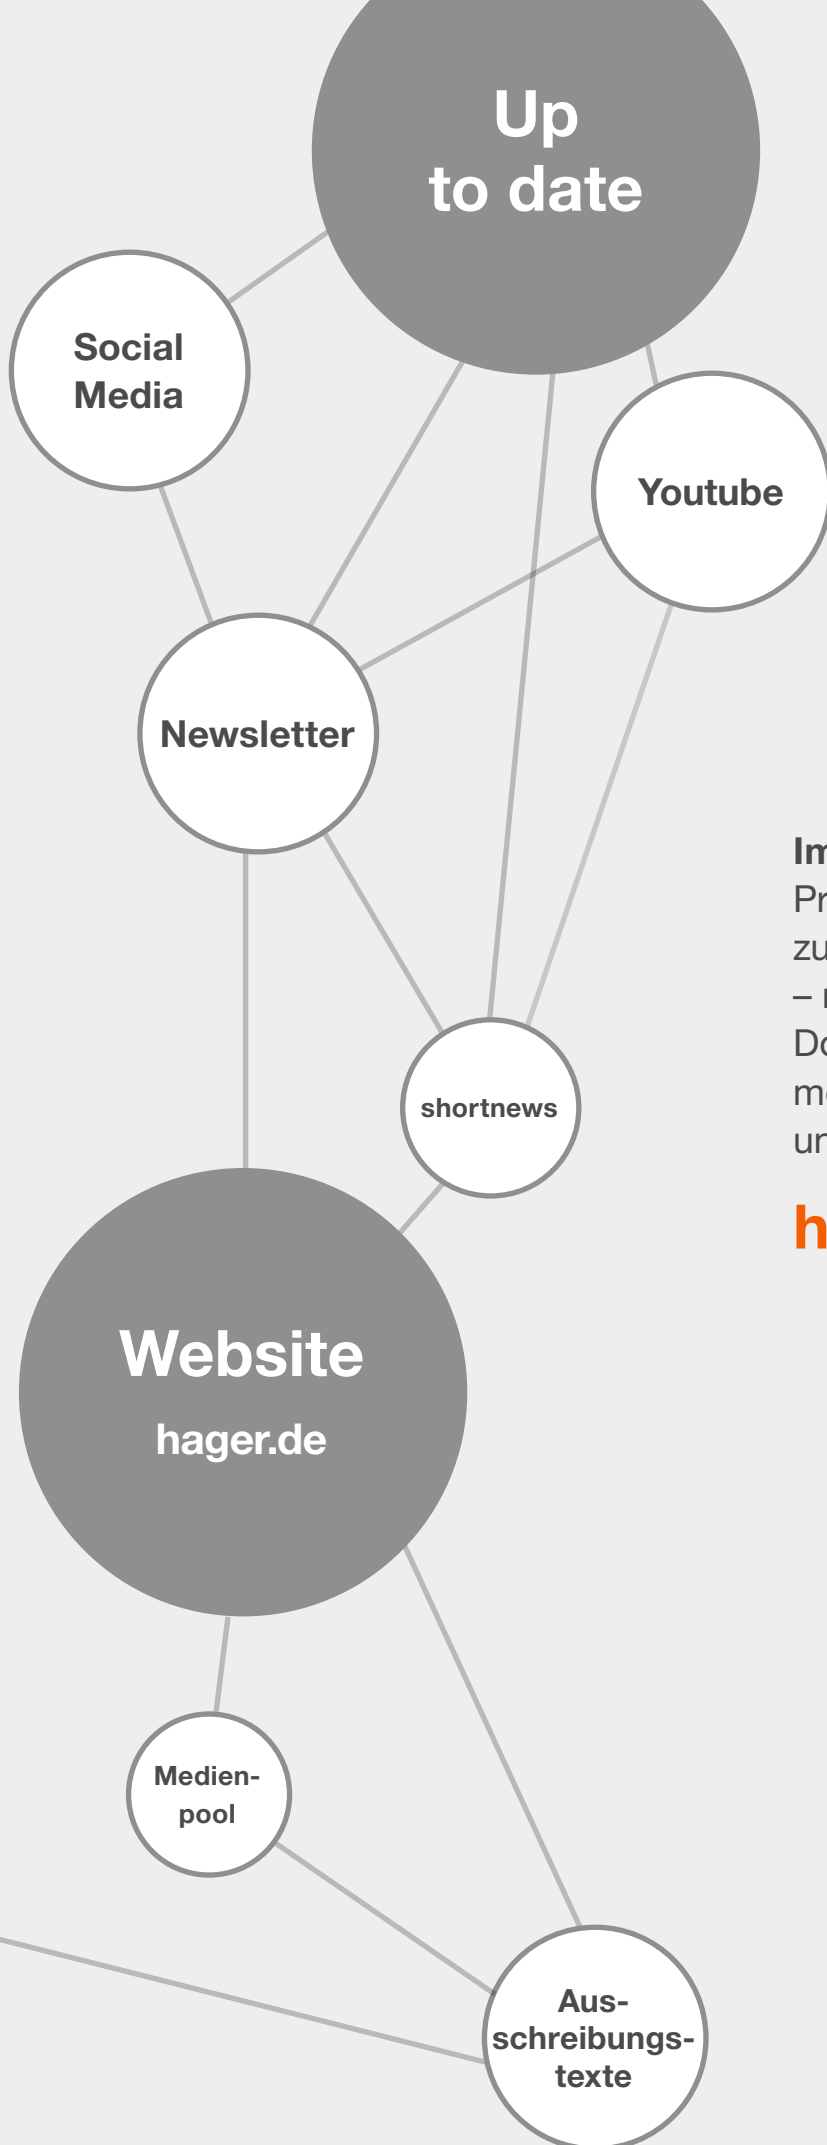 Up
to date
Social
Media
Youtube
Newsletter
shortnews
Website
hager.de
Medien-
pool
Aus-
schreibungs-
texte